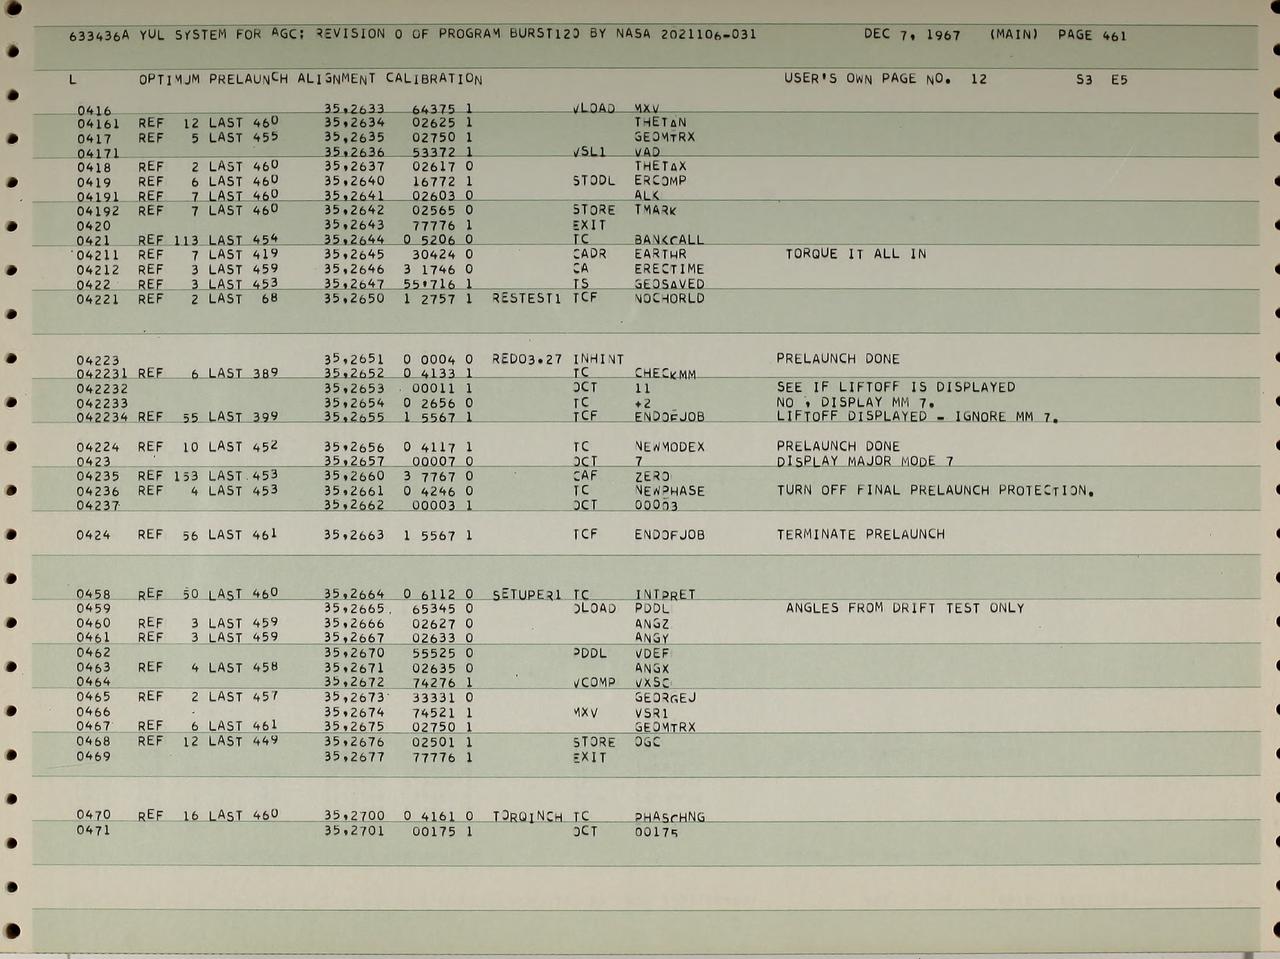 633436A YUL SYSTEM FOR AGC: REVISION 0 OF PROGRAM BURST120 BY NASA 2021106-031 DEC 7, 1967 (MAIN) PAGE 461
L OPTIMUM PRELAUNCH ALIGNMENT CALIBRATION USER'S OWN PAGE NO. 12 S3 E5
0416 35,2633 64375 1 VLOAD MXV
04161 REF 12 LAST 460 35,2634 02625 1 THETAN
0417 REF 5 LAST 455 35,2635 02750 1 GEOMTRX
04171 35,2636 53372 1 VSL1 VAD
0418 REF 2 LAST 460 35,2637 02617 0 THETAX
0419 REF 6 LAST 460 35,2640 16772 1 STODL ERCOMP
04191 REF 7 LAST 460 35,2641 02603 0 ALK
04192 REF 7 LAST 460 35,2642 02565 0 STORE TMARK
0420 35,2643 77776 1 EXIT
0421 REF 113 LAST 454 35,2644 0 5206 0 TC BANKCALL
04211 REF 7 LAST 419 35,2645 30424 0 CADR EARTHR TORQUE IT ALL IN
04212 REF 3 LAST 459 35,2646 3 1746 0 CA ERECTIME
0422 REF 3 LAST 453 35,2647 55'716 1 TS GEOSAVED
04221 REF 2 LAST 68 35,2650 1 2757 1 RESTEST1 TCF NOCHORLD
04223 35,2651 0 0004 0 REDO3.27 INHINT PRELAUNCH DONE
042231 REF 6 LAST 389 35,2652 0 4133 1 TC CHECKMM
042232 35,2653 00011 1 OCT 11 SEE IF LIFTOFF IS DISPLAYED
042233 35,2654 0 2656 0 TC +2 NO , DISPLAY MM 7.
042234 REF 55 LAST 399 35,2655 1 5567 1 TCF ENDOFJOB LIFTOFF DISPLAYED - IGNORE MM 7.
04224 REF 10 LAST 452 35,2656 0 4117 1 TC NEWMODEX PRELAUNCH DONE
0423 35,2657 00007 0 OCT 7 DISPLAY MAJOR MODE 7
04235 REF 153 LAST 453 35,2660 3 7767 0 CAF ZERO
04236 REF 4 LAST 453 35,2661 0 4246 0 TC NEWPHASE TURN OFF FINAL PRELAUNCH PROTECTION.
04237 35,2662 00003 1 OCT 00003
0424 REF 56 LAST 461 35,2663 1 5567 1 TCF ENDOFJOB TERMINATE PRELAUNCH
0458 REF 50 LAST 460 35,2664 0 6112 0 SETUPER1 TC INTPRET
0459 35,2665 65345 0 DLOAD PDDL ANGLES FROM DRIFT TEST ONLY
0460 REF 3 LAST 459 35,2666 02627 0 ANGZ
0461 REF 3 LAST 459 35,2667 02633 0 ANGY
0462 35,2670 55525 0 PDDL VDEF
0463 REF 4 LAST 458 35,2671 02635 0 ANGX
0464 35,2672 74276 1 VCOMP VXSC
0465 REF 2 LAST 457 35,2673 33331 0 GEORGEJ
0466 35,2674 74521 1 MXV VSR1
0467 REF 6 LAST 461 35,2675 02750 1 GEOMTRX
0468 REF 12 LAST 449 35,2676 02501 1 STORE OGC
0469 35,2677 77776 1 EXIT
0470 REF 16 LAST 460 35,2700 0 4161 0 TORQINCH TC PHASCHNG
0471 35,2701 00175 1 OCT 00175